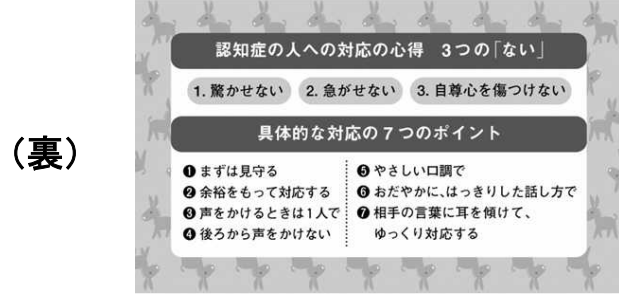 (裏)
認知症の人への対応の心得 3つの「ない」
1. 驚かせない 2. 急がせない 3. 自尊心を傷つけない
具体的な対応の7つのポイント
❶ まずは見守る
❷ 余裕をもって対応する
❸ 声をかけるときは1人で
❹ 後ろから声をかけない
❺ やさしい口調で
❻ おだやかに、はっきりした話し方で
❼ 相手の言葉に耳を傾けて、
ゆっくり対応する